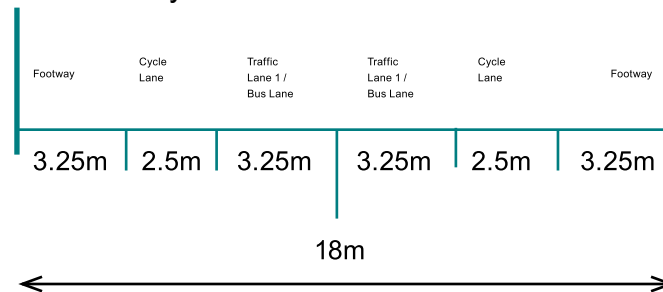 Footway
Cycle
Lane
Traffic
Lane 1 /
Bus Lane
Traffic
Lane 1 /
Bus Lane
Cycle
Lane
Footway
3.25m
2.5m
3.25m
3.25m
2.5m
3.25m
18m